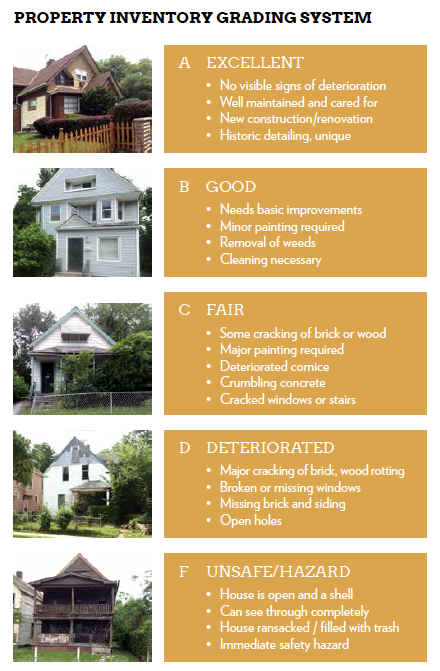 PROPERTY INVENTORY GRADING SYSTEM
A EXCELLENT
• No visible signs of deterioration
• Well maintained and cared for
• New construction/renovation
• Historic detailing, unique
B GOOD
• Needs basic improvements
• Minor painting required
• Removal of weeds
• Cleaning necessary
C FAIR
• Some cracking of brick or wood
• Major painting required
• Deteriorated cornice
• Crumbling concrete
• Cracked windows or stairs
D DETERIORATED
• Major cracking of brick, wood rotting
• Broken or missing windows
• Missing brick and siding
• Open holes
F UNSAFE/HAZARD
• House is open and a shell
• Can see through completely
• House ransacked / filled with trash
• Immediate safety hazard